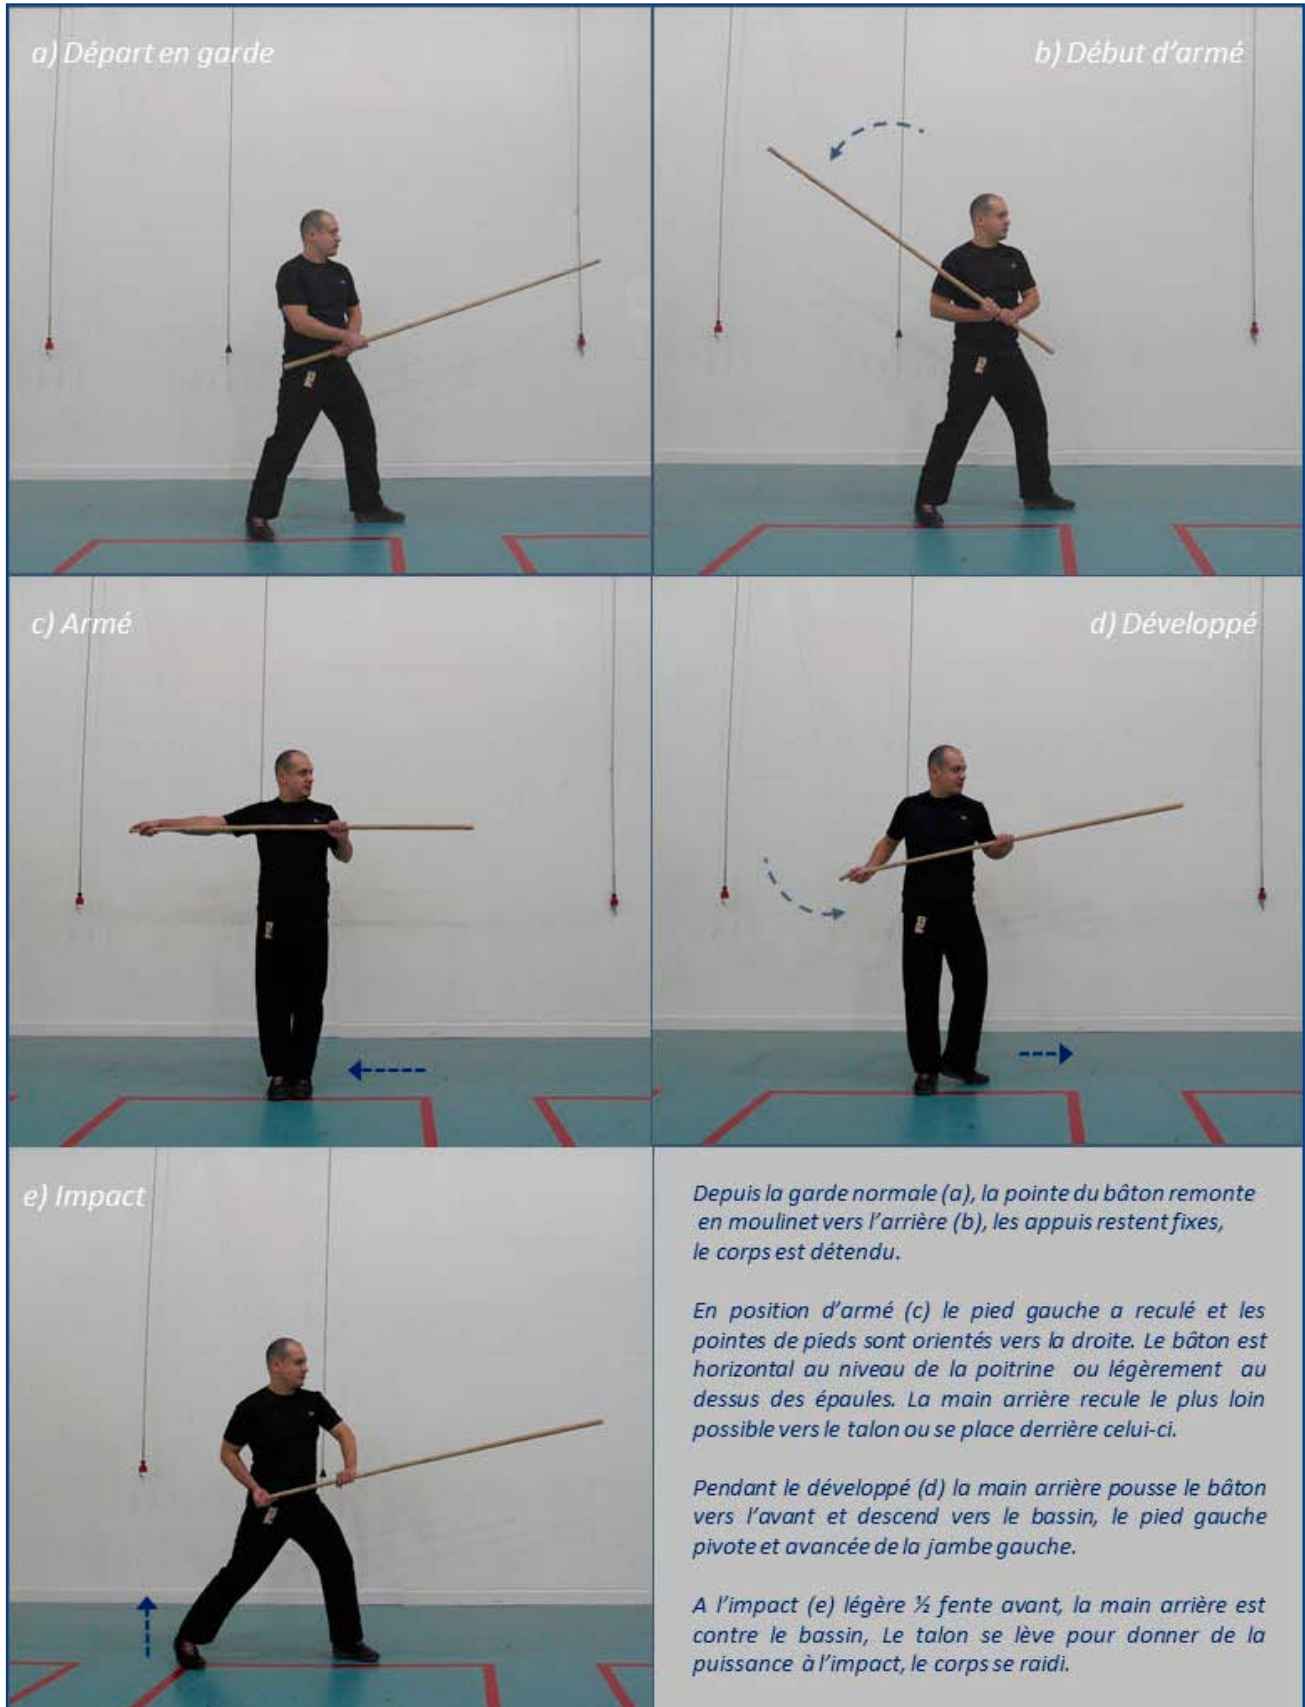 a) Départ en garde
b) Début d'armé
c) Armé
d) Développé
e) Impact
Depuis la garde normale (a), la pointe du bâton remonte
en moulinet vers l'arrière (b), les appuis restent fixes,
le corps est détendu.
En position d'armé (c) le pied gauche a reculé et les
pointes de pieds sont orientés vers la droite. Le bâton est
horizontal au niveau de la poitrine ou légèrement au
dessus des épaules. La main arrière recule le plus loin
possible vers le talon ou se place derrière celui-ci.
Pendant le développé (d) la main arrière pousse le bâton
vers l'avant et descend vers le bassin, le pied gauche
pivote et avancée de la jambe gauche.
A l'impact (e) légère ½ fente avant, la main arrière est
contre le bassin, Le talon se lève pour donner de la
puissance à l'impact, le corps se raidi.